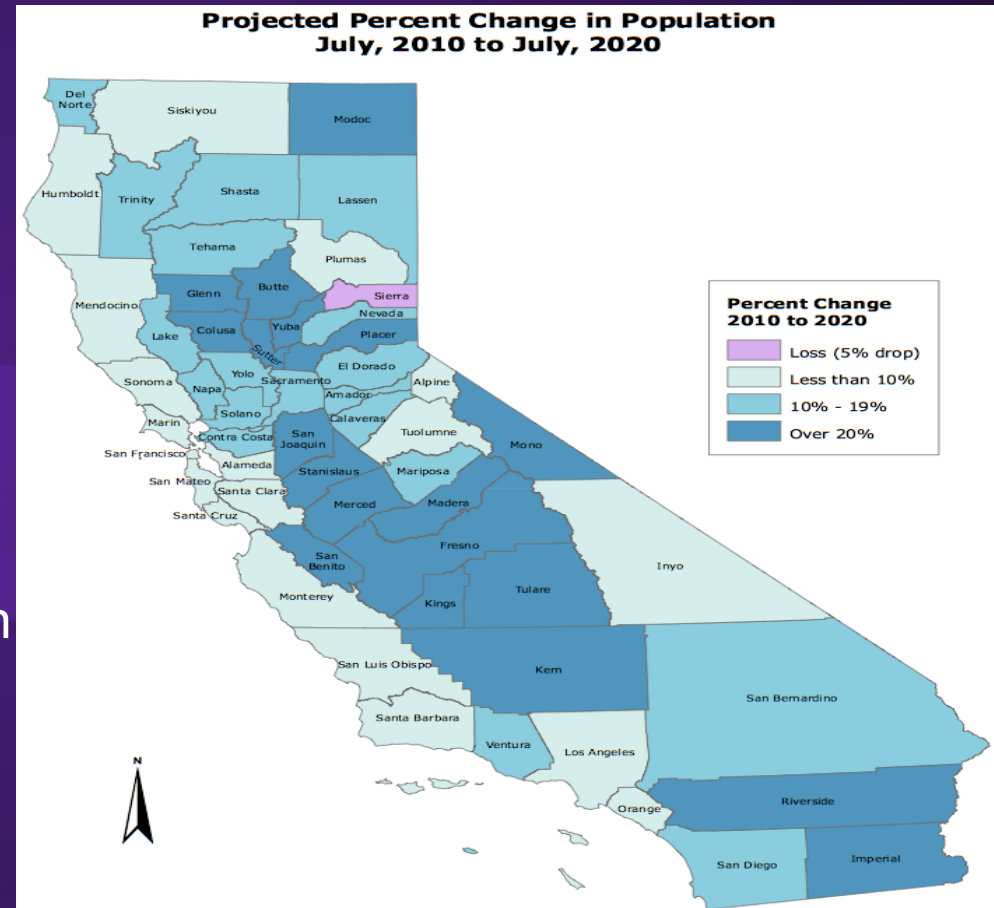 Projected Percent Change in Population
July, 2010 to July, 2020
Del
Norte
Siskiyou
Modoc
Humboldt
Trinity
Shasta
Lassen
Tehama
Plumas
Mendocino
Glenn
Butte
Sierra
Nevada
Lake
Colusa
Sutter
Yuba
Placer
Sonoma
Napa
Yolo
Sacramento
El Dorado
Alpine
Marin
Solano
Amador
Calaveras
Contra Costa
San
Joaquin
Tuolumne
Mono
San Francisco
Alameda
Stanislaus
Mariposa
San Mateo
Santa Clara
Merced
Madera
Santa Cruz
Fresno
San
Benito
Inyo
Monterey
Kings
Tulare
n
San Luis Obispo
Kern
San Bernardino
Santa Barbara
Ventura
Los Angeles
Orange
Riverside
San Diego
Imperial
N
Percent Change
2010 to 2020
Loss (5% drop)
Less than 10%
10% - 19%
Over 20%